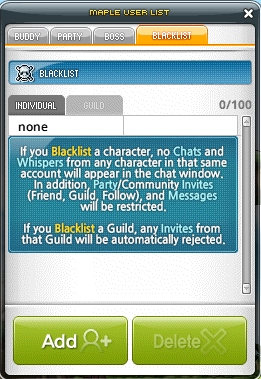 MAPLE USER LIST
BUDDY PARTY BOSS BLACKLIST
BLACKLIST
INDIVIDUAL GUILD 0/100
none
If you Blacklist a character, no Chats and
Whispers from any character in that same
account will appear in the chat window.
In addition, Party/Community Invites
(Friend, Guild, Follow), and Messages
will be restricted.
If you Blacklist a Guild, any Invites from
that Guild will be automatically rejected.
Add Delete